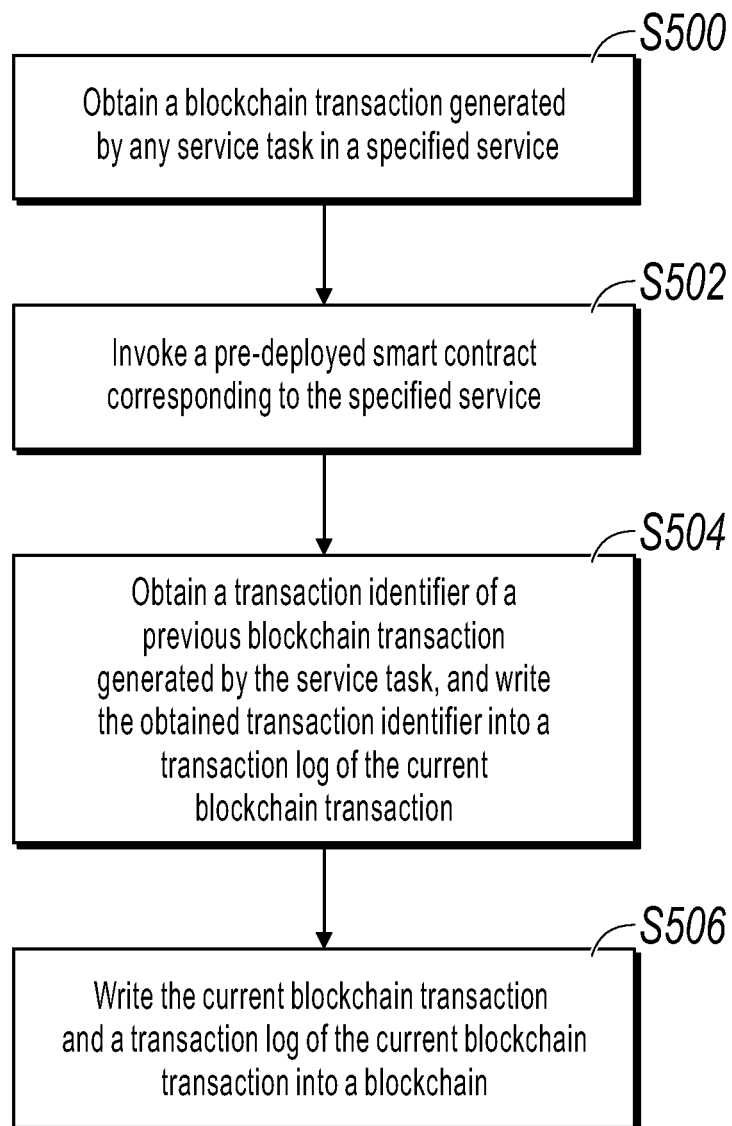 S500
Obtain a blockchain transaction generated
by any service task in a specified service
S502
Invoke a pre-deployed smart contract
corresponding to the specified service
S504
Obtain a transaction identifier of a
previous blockchain transaction
generated by the service task, and write
the obtained transaction identifier into a
transaction log of the current
blockchain transaction
S506
Write the current blockchain transaction
and a transaction log of the current blockchain
transaction into a blockchain